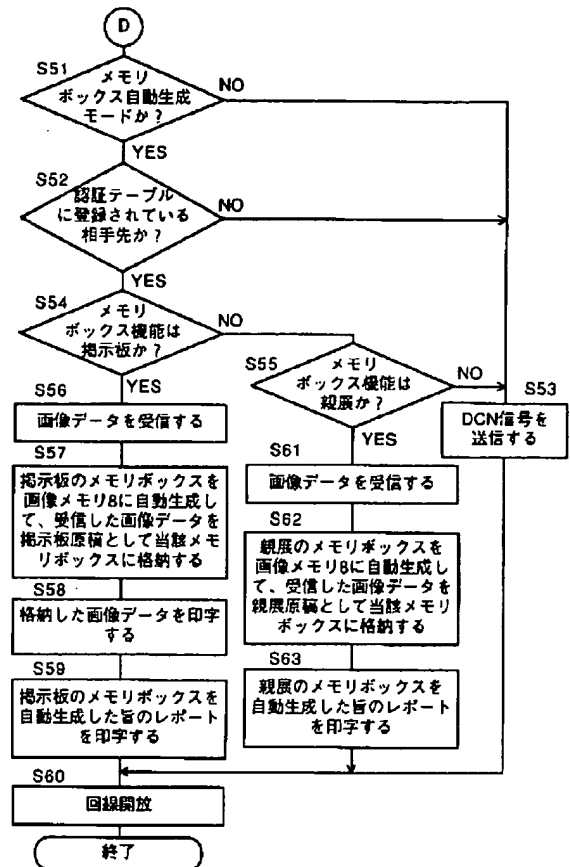 D
S51
メモリ
ボックス自動生成
モードか?
NO
YES
S52
認証テーブル
に登録されている
相手先か?
NO
YES
S54
メモリ
ボックス機能は
掲示板か?
NO
YES
S55
メモリ
ボックス機能は
親展か?
NO
YES
S53
DCN信号を
送信する
S56
画像データを受信する
S57
掲示板のメモリボックスを
画像メモリ8に自動生成し
て、受信した画像データを
掲示板原稿として当該メモ
リボックスに格納する
S58
格納した画像データを印字
する
S59
掲示板のメモリボックスを
自動生成した旨のレポート
を印字する
S61
画像データを受信する
S62
親展のメモリボックスを
画像メモリ8に自動生成し
て、受信した画像データを
親展原稿として当該メモリ
ボックスに格納する
S63
親展のメモリボックスを
自動生成した旨のレポート
を印字する
S60
回線開放
終了